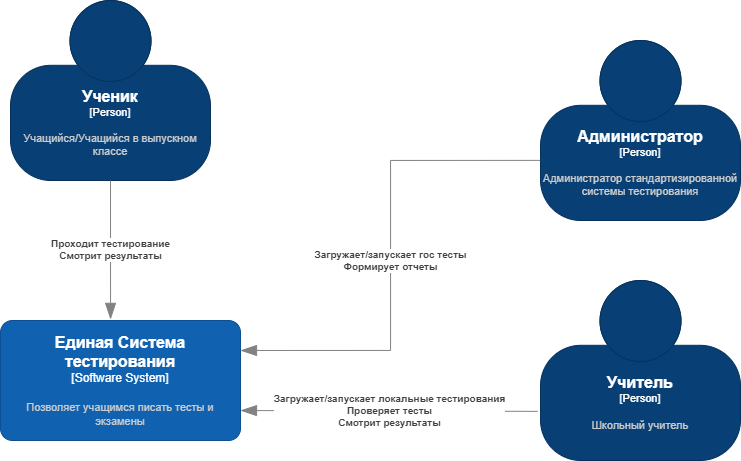 Ученик
[Person]
Учащийся/Учащийся в выпускном
классе
Администратор
[Person]
Администратор стандартизированной
системы тестирования
Проходит тестирование
Смотрит результаты
Загружает/запускает гос тесты
Формирует отчеты
Единая Система
тестирования
[Software System]
Позволяет учащимся писать тесты и
экзамены
Загружает/запускает локальные тестирования
Проверяет тесты
Смотрит результаты
Учитель
[Person]
Школьный учитель